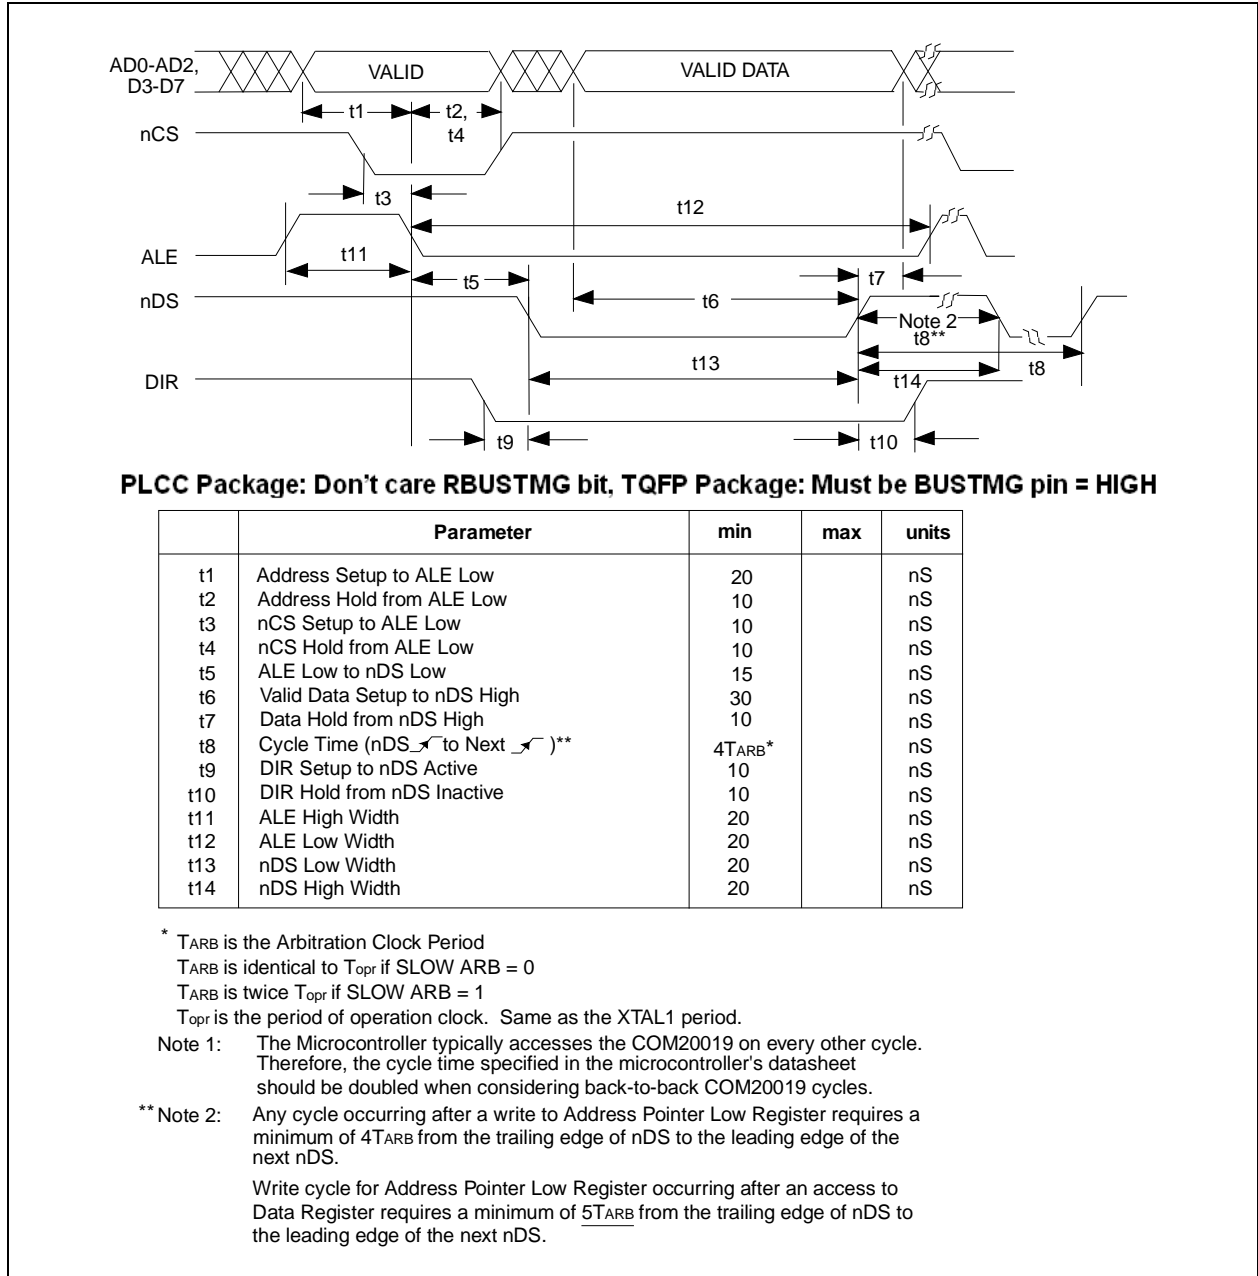 AD0-AD2,
D3-D7
VALID
VALID DATA
t1
t2,
t4
nCS
t3
t12
ALE
t11
t5
t7
nDS
t6
Note 2
t8**
t13
t8
DIR
t14
t9
t10
PLCC Package: Don't care RBUSTMG bit, TQFP Package: Must be BUSTMG pin = HIGH
Parameter min max units
t1 Address Setup to ALE Low 20 nS
t2 Address Hold from ALE Low 10 nS
t3 nCS Setup to ALE Low 10 nS
t4 nCS Hold from ALE Low 10 nS
t5 ALE Low to nDS Low 15 nS
t6 Valid Data Setup to nDS High 30 nS
t7 Data Hold from nDS High 10 nS
t8 Cycle Time (nDS to Next )** 4TARB* nS
t9 DIR Setup to nDS Active 10 nS
t10 DIR Hold from nDS Inactive 10 nS
t11 ALE High Width 20 nS
t12 ALE Low Width 20 nS
t13 nDS Low Width 20 nS
t14 nDS High Width 20 nS
* TARB is the Arbitration Clock Period
TARB is identical to Topr if SLOW ARB = 0
TARB is twice Topr if SLOW ARB = 1
Topr is the period of operation clock. Same as the XTAL1 period.
Note 1: The Microcontroller typically accesses the COM20019 on every other cycle.
Therefore, the cycle time specified in the microcontroller's datasheet
should be doubled when considering back-to-back COM20019 cycles.
**Note 2: Any cycle occurring after a write to Address Pointer Low Register requires a
minimum of 4TARB from the trailing edge of nDS to the leading edge of the
next nDS.
Write cycle for Address Pointer Low Register occurring after an access to
Data Register requires a minimum of 5TARB from the trailing edge of nDS to
the leading edge of the next nDS.